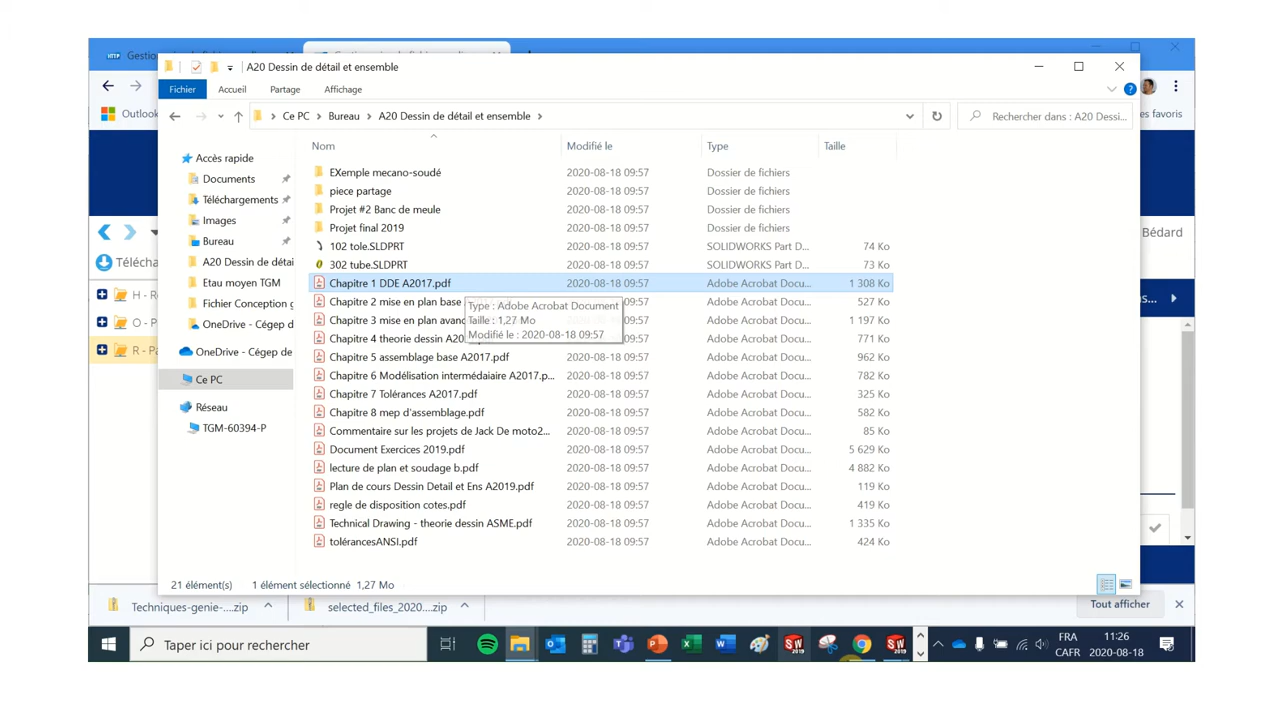 A20 Dessin de détail et ensemble
Fichier Accueil Partage Affichage
Outlook
es favoris
Ce PC > Bureau > A20 Dessin de détail et ensemble >
Rechercher dans : A20 Dessi...
Nom Modifié le Type Taille
Accès rapide
Documents
Téléchargements
Images
Bureau
A20 Dessin de détai
Etau moyen TGM
Fichier Conception g
OneDrive - Cégep d
OneDrive - Cégep de
Ce PC
Réseau
TGM-60394-P
EXemple mecano-soudé 2020-08-18 09:57 Dossier de fichiers
piece partage 2020-08-18 09:57 Dossier de fichiers
Projet #2 Banc de meule 2020-08-18 09:57 Dossier de fichiers
Projet final 2019 2020-08-18 09:57 Dossier de fichiers
102 tole.SLDPRT 2020-08-18 09:57 SOLIDWORKS Part D... 74 Ko
302 tube.SLDPRT 2020-08-18 09:57 SOLIDWORKS Part D... 73 Ko
Chapitre 1 DDE A2017.pdf 2020-08-18 09:57 Adobe Acrobat Docu... 1 308 Ko
Chapitre 2 mise en plan base Adobe Acrobat Docu... 527 Ko
Chapitre 3 mise en plan avanc Adobe Acrobat Docu... 1 197 Ko
Chapitre 4 theorie dessin A20 Adobe Acrobat Docu... 771 Ko
Chapitre 5 assemblage base A2017.pdf 2020-08-18 09:57 Adobe Acrobat Docu... 962 Ko
Chapitre 6 Modélisation intermédaiaire A2017.p... 2020-08-18 09:57 Adobe Acrobat Docu... 782 Ko
Chapitre 7 Tolérances A2017.pdf 2020-08-18 09:57 Adobe Acrobat Docu... 325 Ko
Chapitre 8 mep d'assemblage.pdf 2020-08-18 09:57 Adobe Acrobat Docu... 582 Ko
Commentaire sur les projets de Jack De moto2... 2020-08-18 09:57 Adobe Acrobat Docu... 85 Ko
Document Exercices 2019.pdf 2020-08-18 09:57 Adobe Acrobat Docu... 5 629 Ko
lecture de plan et soudage b.pdf 2020-08-18 09:57 Adobe Acrobat Docu... 4 882 Ko
Plan de cours Dessin Detail et Ens A2019.pdf 2020-08-18 09:57 Adobe Acrobat Docu... 119 Ko
regle de disposition cotes.pdf 2020-08-18 09:57 Adobe Acrobat Docu... 419 Ko
Technical Drawing - theorie dessin ASME.pdf 2020-08-18 09:57 Adobe Acrobat Docu... 1 335 Ko
tolérancesANSI.pdf 2020-08-18 09:57 Adobe Acrobat Docu... 424 Ko
Type : Adobe Acrobat Document
Taille : 1,27 Mo
Modifié le : 2020-08-18 09:57
Bédard
Télécha
H - R
O - P
R - Pa
s...
21 élément(s) 1 élément sélectionné 1,27 Mo
Techniques-genie-....zip selected_files_2020....zip Tout afficher
Taper ici pour rechercher
FRA
CAFR
11:26
2020-08-18